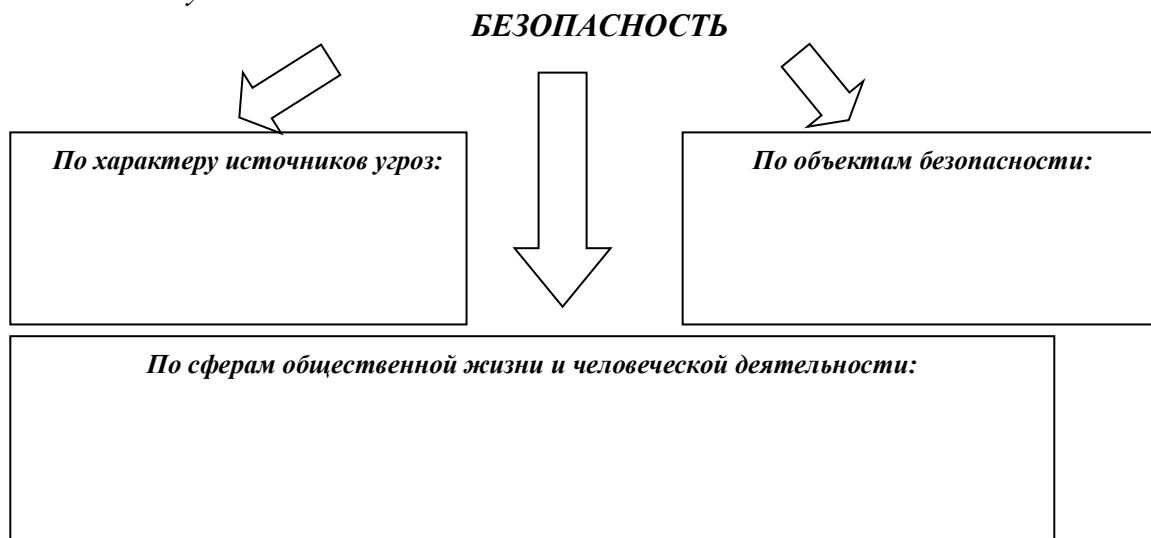 БЕЗОПАСНОСТЬ
По характеру источников угроз:
По объектам безопасности:
По сферам общественной жизни и человеческой деятельности: